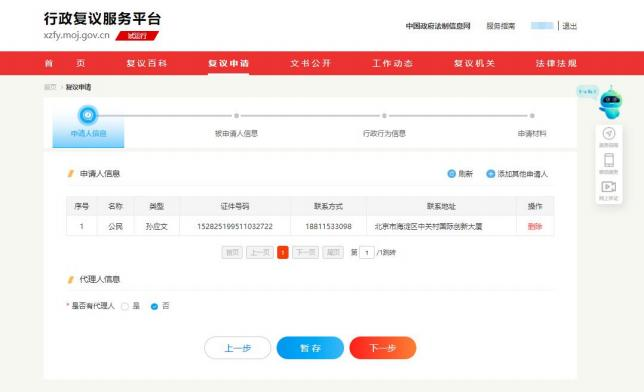 行政复议服务平台
xzfy.moj.gov.cn 试运行
中国政府法制信息网 服务指南 | 退出
首 页 复议百科 复议申请 文书公开 工作动态 复议机关 法律法规
首页 > 复议申请
申请人信息 被申请人信息 行政行为信息 申请材料
申请人信息 刷新 添加其他申请人
序号 名称 类型 证件号码 联系方式 联系地址 操作
1 公民 孙应文 152825199511032722 18811533098 北京市海淀区中关村国际创新大厦 删除
首页 上一页 1 下一页 尾页 第 1 /1跳转
代理人信息
* 是否有代理人 是 否
上一步 暂存 下一步